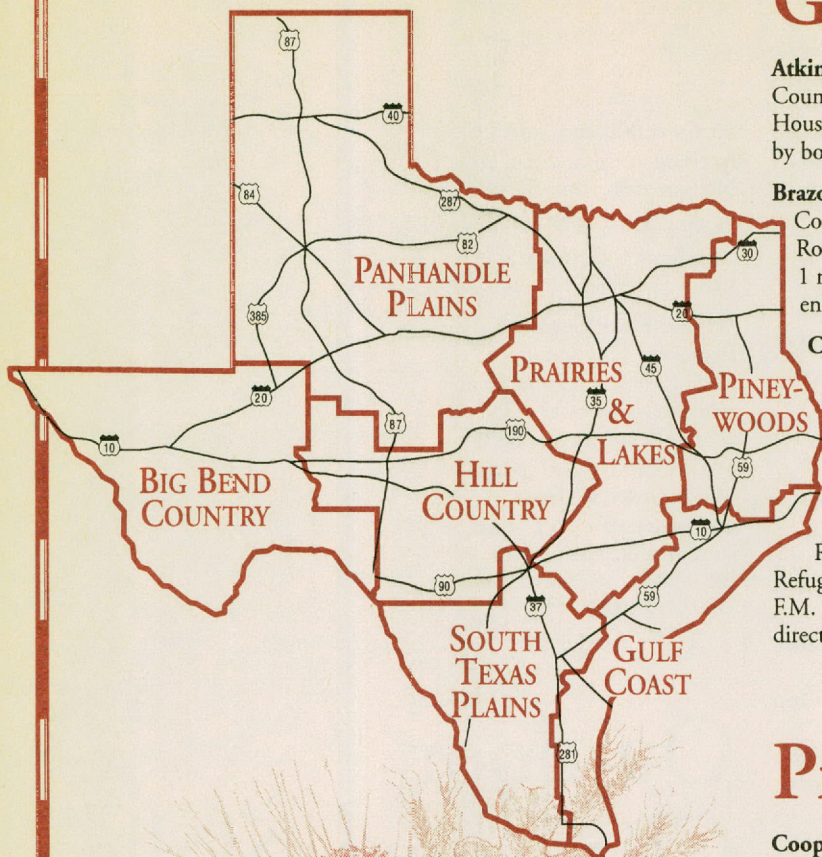 87
40
84
287
82
30
PANHANDLE
PLAINS
385
20
PRAIRIES
&
LAKES
45
35
PINEY-
WOODS
20
87
190
10
59
BIG BEND
COUNTRY
HILL
COUNTRY
10
90
37
59
SOUTH
TEXAS
PLAINS
GULF
COAST
281
G
Atkin
Coun
Hous
by bo
Brazo
Co
Ro
en
C
Refug
F.M.
direct
Coop